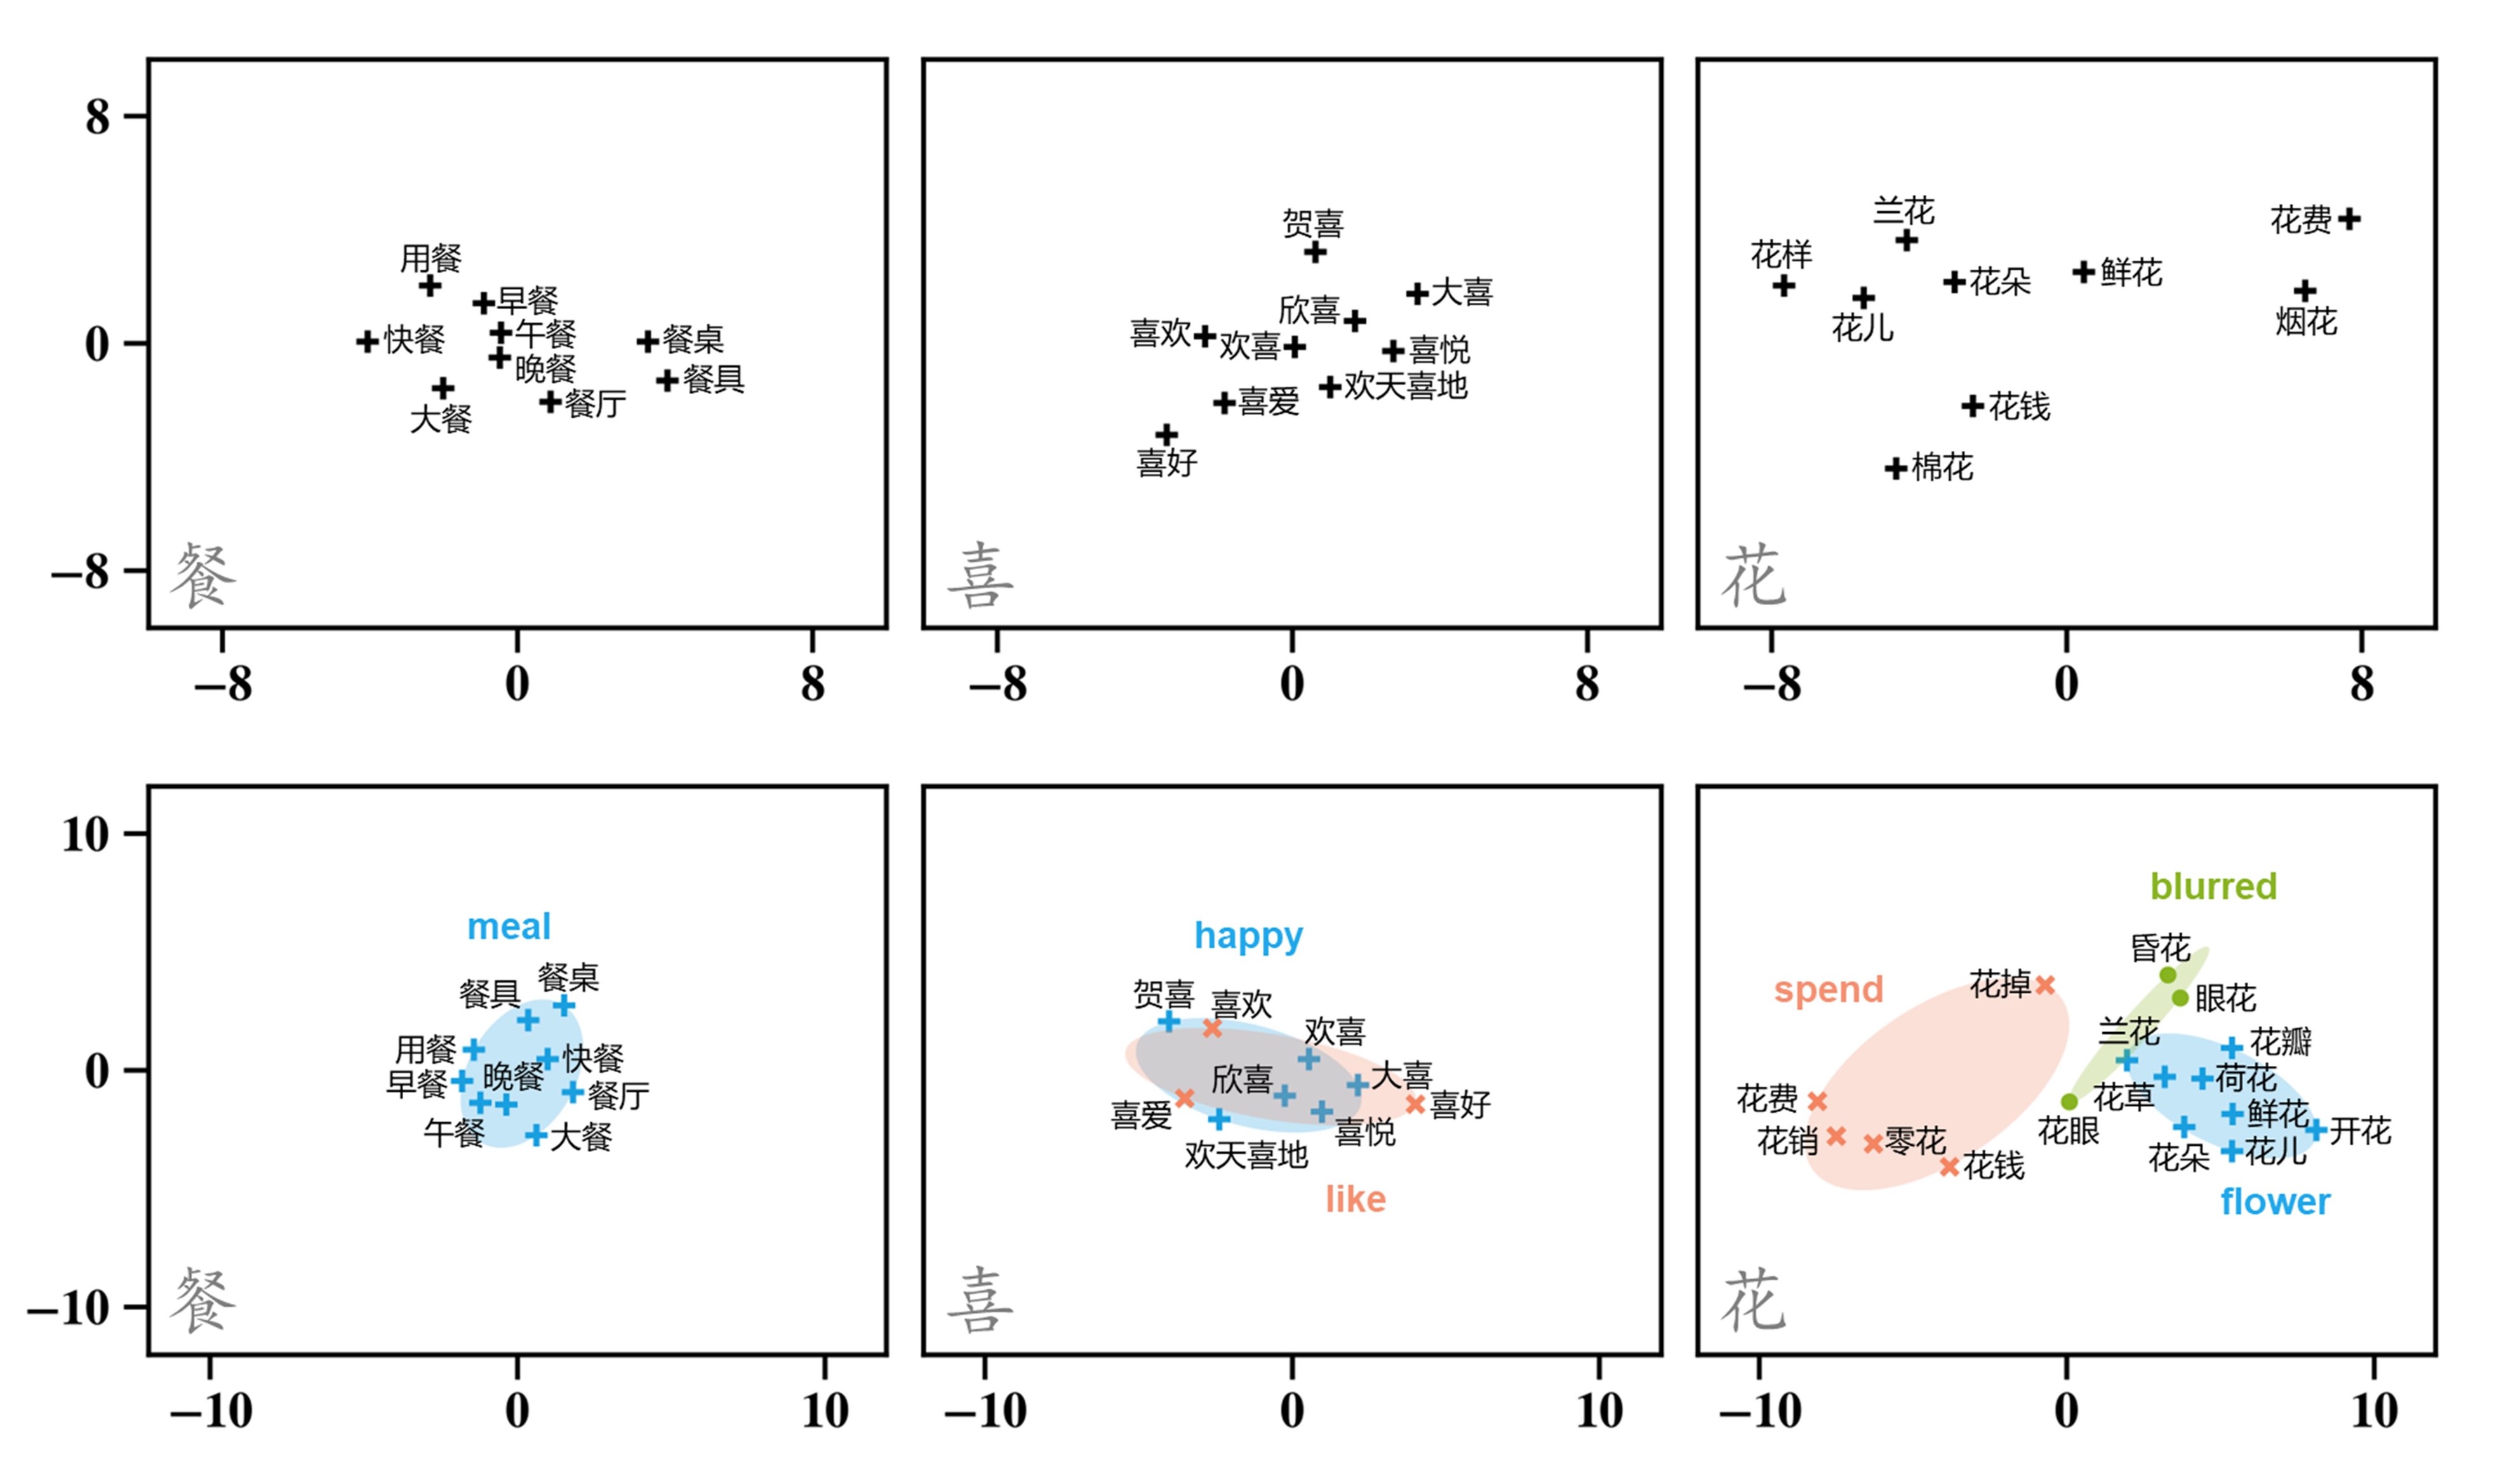 8
0
−8
用餐
早餐
快餐
午餐
晚餐
大餐
餐桌
餐具
餐厅
餐
−8
0
8
贺喜
大喜
欣喜
喜欢
欢喜
喜悦
欢天喜地
喜爱
喜好
喜
−8
0
8
兰花
花费
花样
花朵
鲜花
花儿
烟花
花钱
棉花
花
−8
0
8
10
0
−10
meal
餐桌
餐具
用餐
快餐
早餐
晚餐
餐厅
午餐
大餐
餐
−10
0
10
happy
贺喜
喜欢
欢喜
欣喜
大喜
喜爱
喜好
喜悦
欢天喜地
like
喜
−10
0
10
blurred
昏花
spend
花掉
眼花
兰花
花瓣
花费
花草
荷花
花销
零花
花眼
鲜花
开花
花钱
花朵
花儿
flower
花
−10
0
10